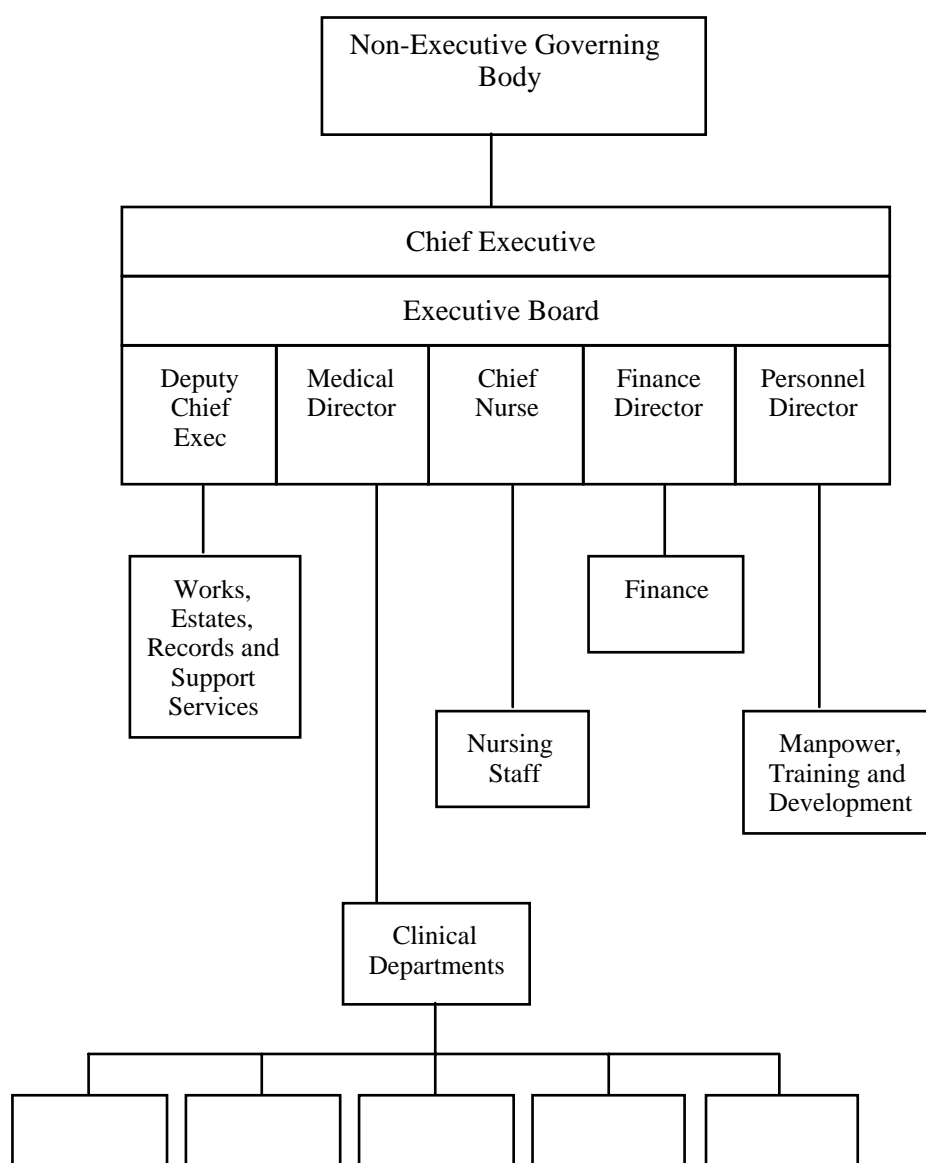 Non-Executive Governing
Body
Chief Executive
Executive Board
Deputy
Chief
Exec
Medical
Director
Chief
Nurse
Finance
Director
Personnel
Director
Works,
Estates,
Records and
Support
Services
Finance
Nursing
Staff
Manpower,
Training and
Development
Clinical
Departments